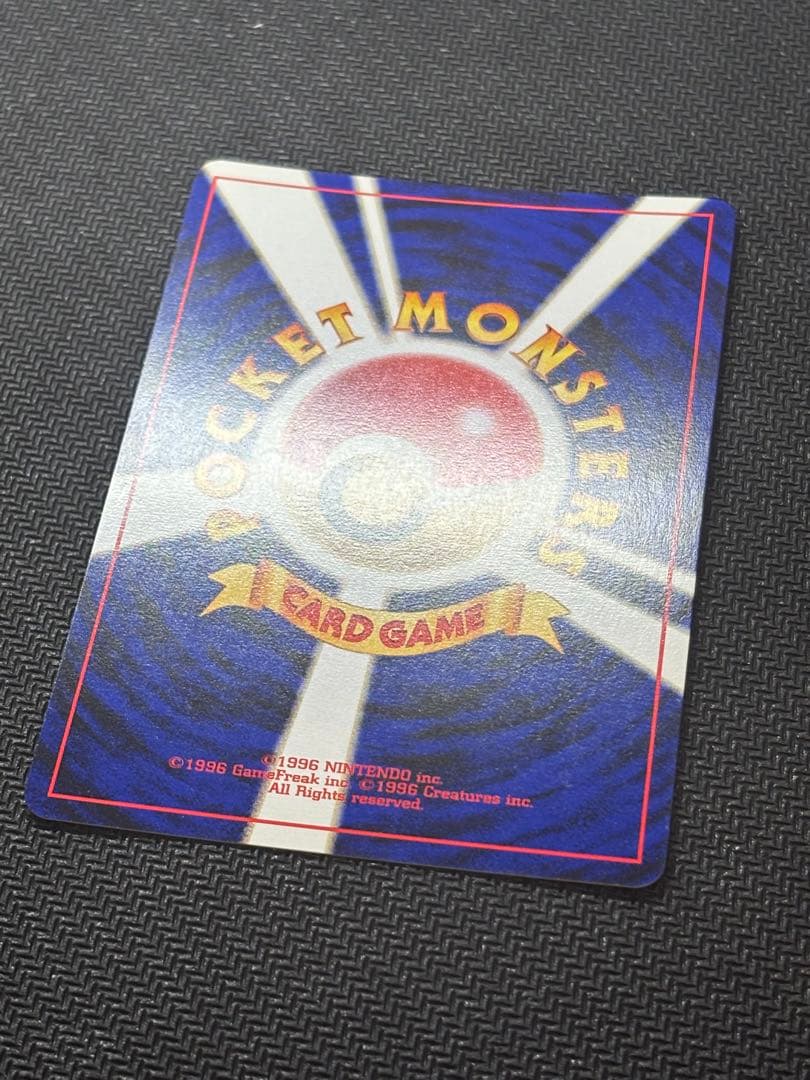 POCKET MONSTERS
CARD GAME
©1996 NINTENDO inc.
©1996 GameFreak inc. ©1996 Creatures inc.
All Rights reserved.